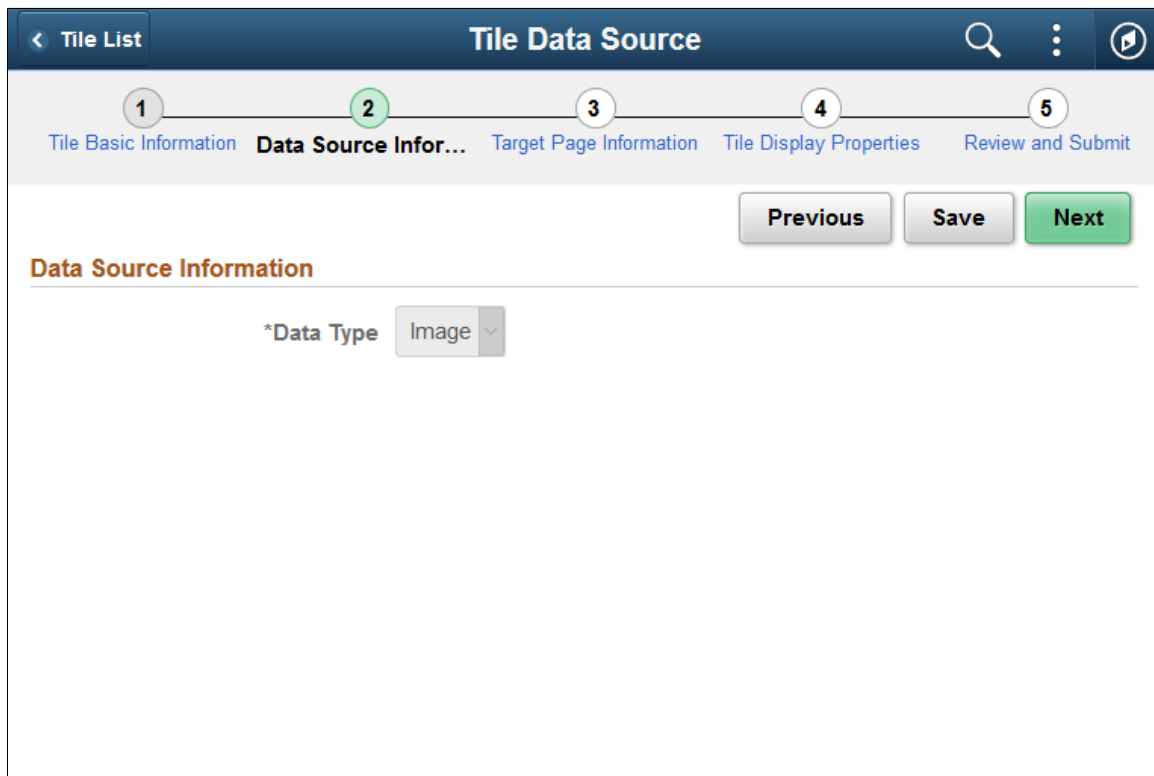 Tile List
Tile Data Source
1 2 3 4 5
Tile Basic Information Data Source Infor... Target Page Information Tile Display Properties Review and Submit
Previous Save Next
Data Source Information
*Data Type Image